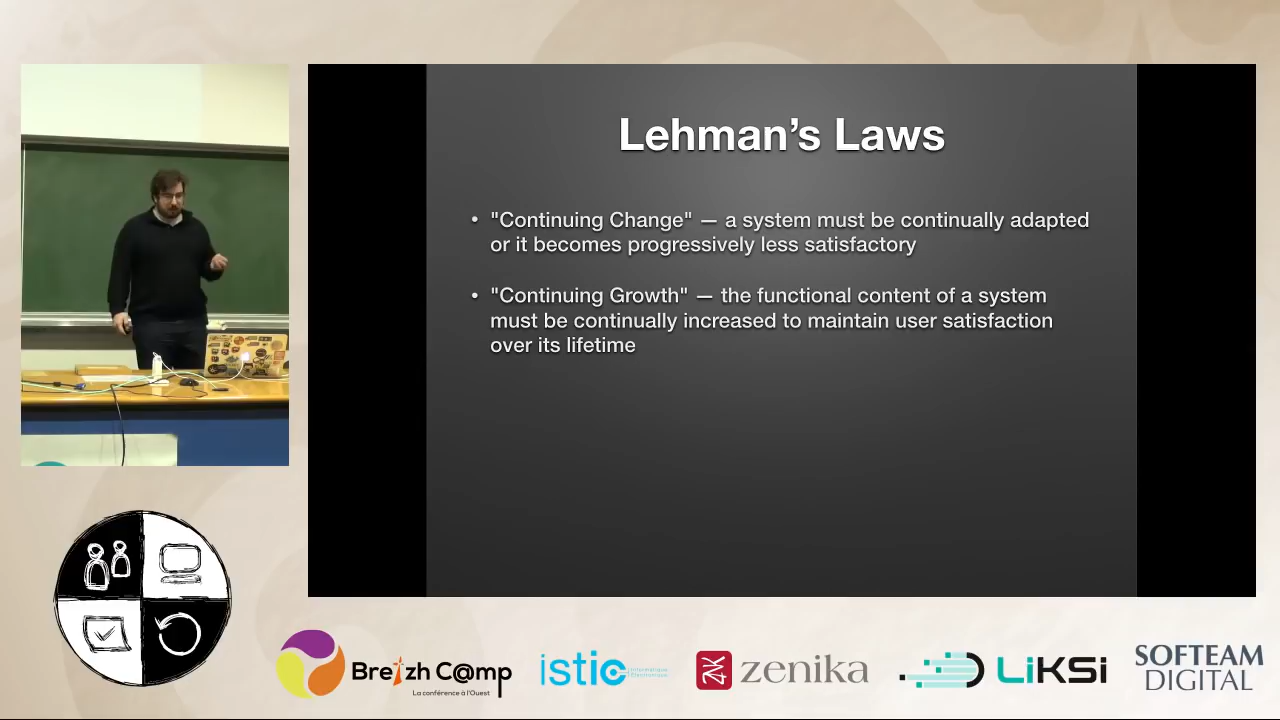 Lehman's Laws
• "Continuing Change" — a system must be continually adapted
or it becomes progressively less satisfactory
• "Continuing Growth" — the functional content of a system
must be continually increased to maintain user satisfaction
over its lifetime
Breizh C@mp
La conférence à l'Ouest
istic
Informatique
Électronique
zenika
LiKSi
SOFTEAM
DIGITAL